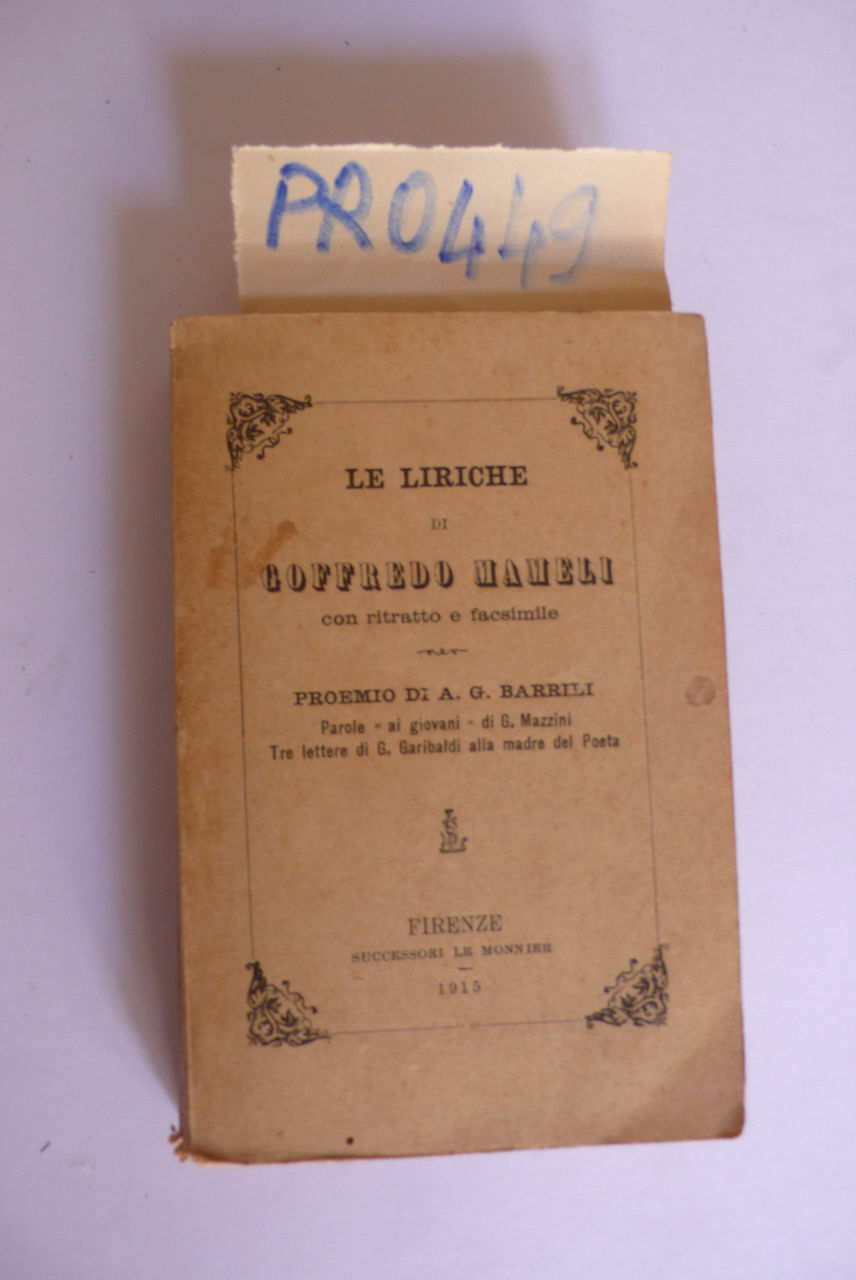 PR0449
LE LIRICHE
DI
GOFFREDO MAMELI
con ritratto e facsimile
PROEMIO DI A. G. BARRILI
Parole - ai giovani - di G. Mazzini
Tre lettere di G. Garibaldi alla madre del Poeta
FIRENZE
SUCCESSORI LE MONNIER
1915